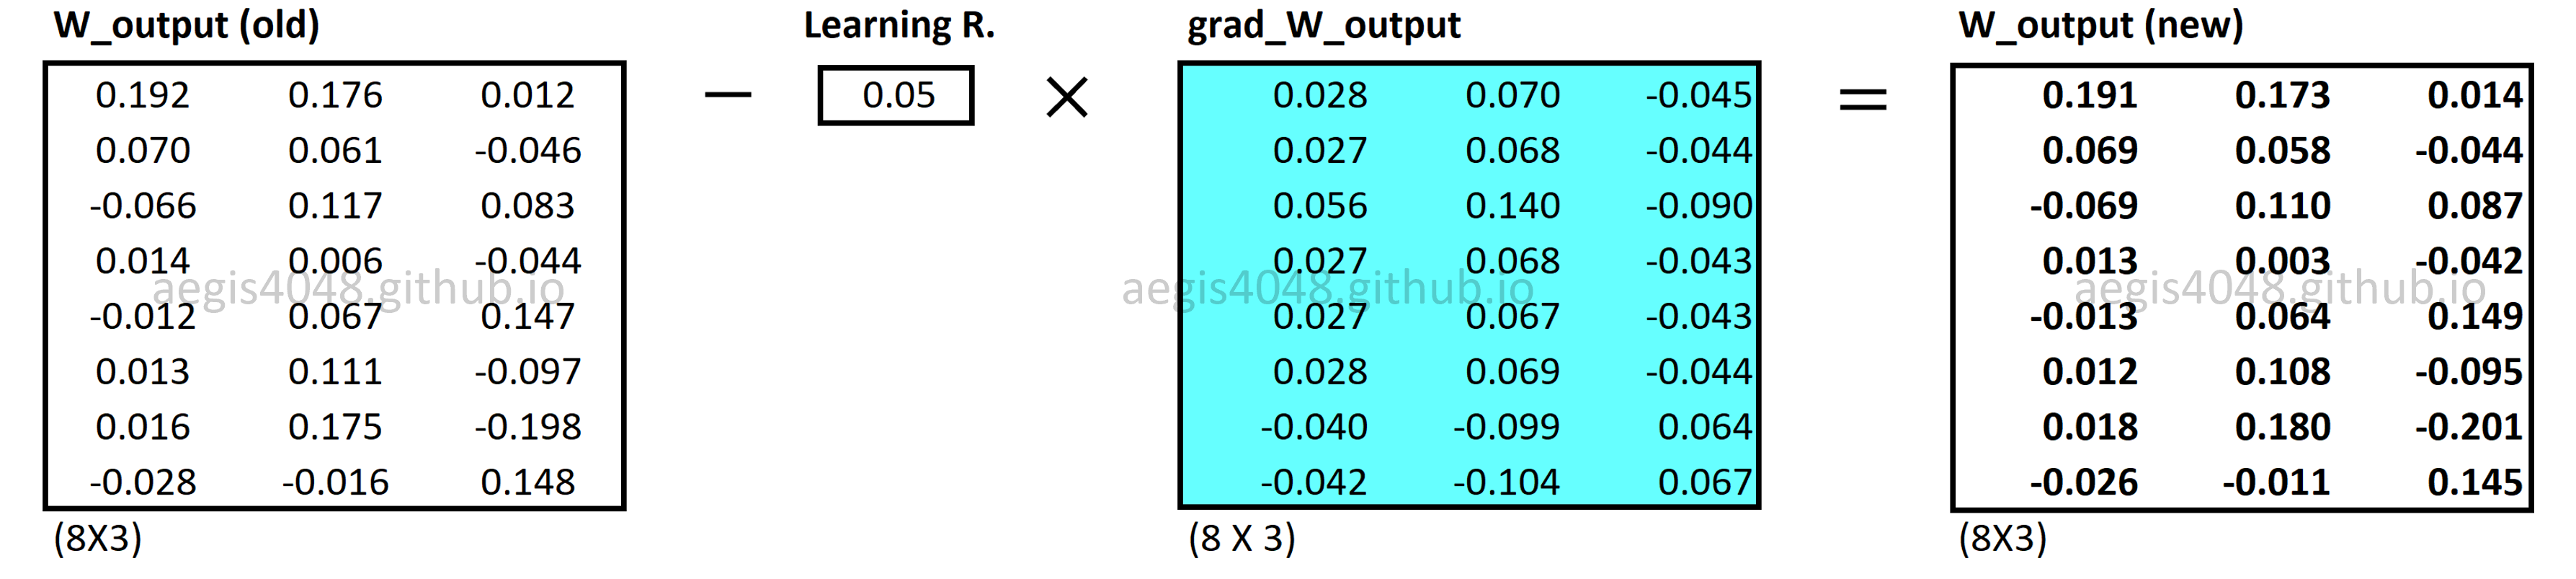 W_output (old) Learning R. grad_W_output W_output (new)
0.192 0.176 0.012 − 0.05 × 0.028 0.070 -0.045 = 0.191 0.173 0.014
0.070 0.061 -0.046 0.027 0.068 -0.044 0.069 0.058 -0.044
-0.066 0.117 0.083 0.056 0.140 -0.090 -0.069 0.110 0.087
0.014 0.006 -0.044 0.027 0.068 -0.043 0.013 0.003 -0.042
aegis4048.github.io aegis4048.github.io aegis4048.github.io
-0.012 0.067 0.147 0.027 0.067 -0.043 -0.013 0.064 0.149
0.013 0.111 -0.097 0.028 0.069 -0.044 0.012 0.108 -0.095
0.016 0.175 -0.198 -0.040 -0.099 0.064 0.018 0.180 -0.201
-0.028 -0.016 0.148 -0.042 -0.104 0.067 -0.026 -0.011 0.145
(8X3) (8 X 3) (8X3)